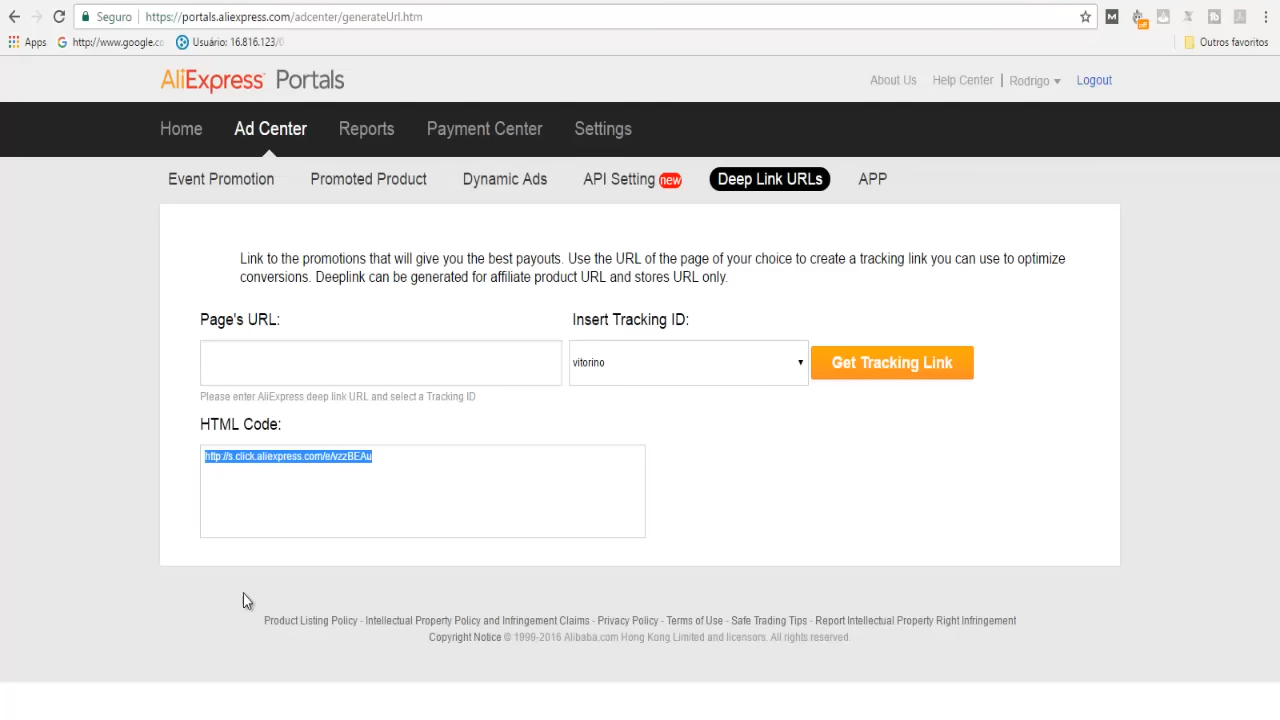 Seguro https://portals.aliexpress.com/adcenter/generateUrl.htm
Apps http://www.google.co Usuário: 16.816.123/0 Outros favoritos
AliExpress Portals About Us Help Center | Rodrigo Logout
Home Ad Center Reports Payment Center Settings
Event Promotion Promoted Product Dynamic Ads API Setting new Deep Link URLs APP
Link to the promotions that will give you the best payouts. Use the URL of the page of your choice to create a tracking link you can use to optimize
conversions. Deeplink can be generated for affiliate product URL and stores URL only.
Page's URL: Insert Tracking ID:
vitorino Get Tracking Link
Please enter AliExpress deep link URL and select a Tracking ID
HTML Code:
http://s.click.aliexpress.com/e/vzzBEAu
Product Listing Policy - Intellectual Property Policy and Infringement Claims - Privacy Policy - Terms of Use - Safe Trading Tips - Report Intellectual Property Right Infringement
Copyright Notice © 1999-2016 Alibaba.com Hong Kong Limited and licensors. All rights reserved.